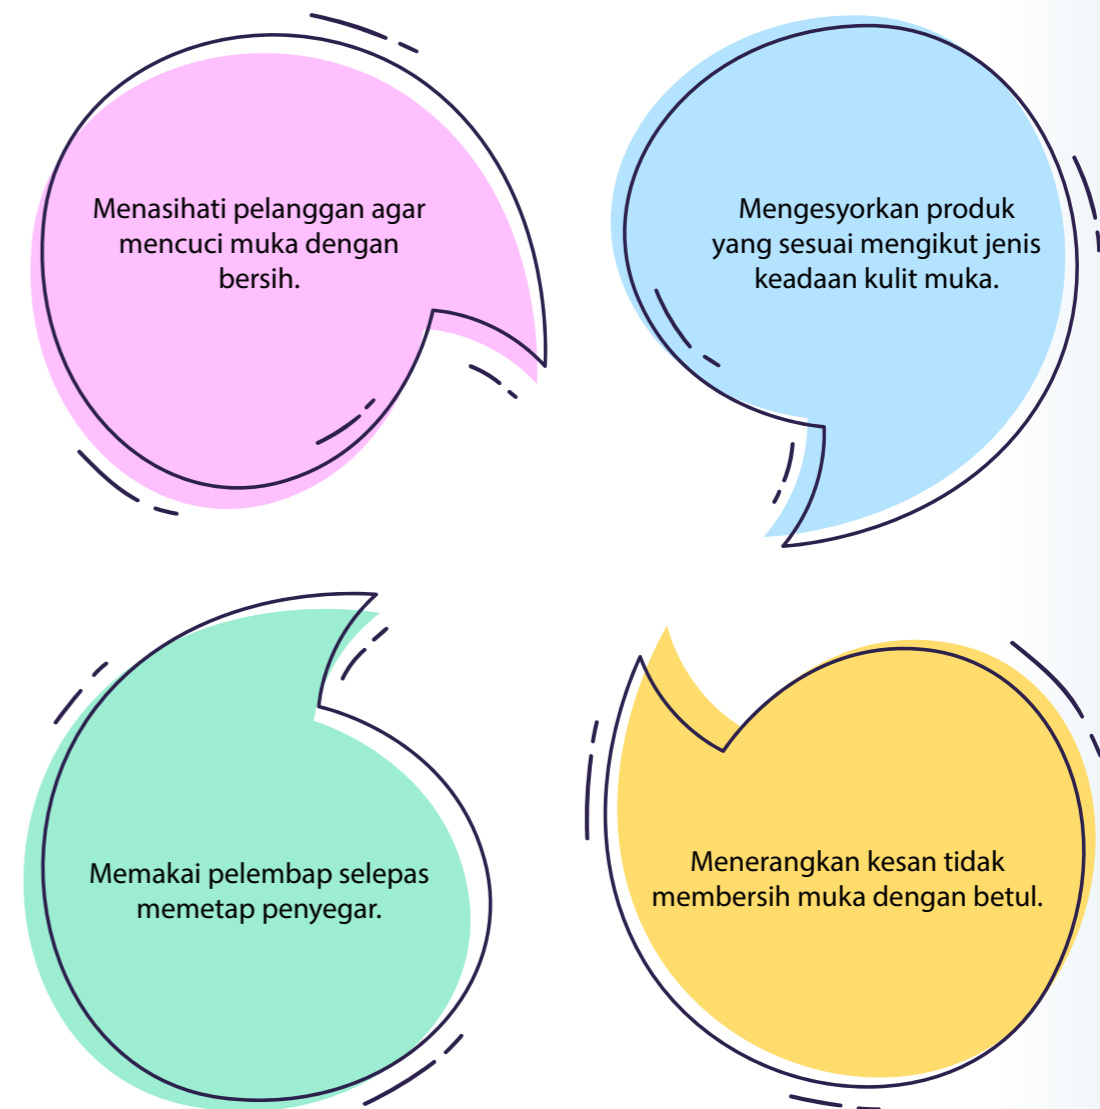 Menasihati pelanggan agar
mencuci muka dengan
bersih.
Mengesyorkan produk
yang sesuai mengikut jenis
keadaan kulit muka.
Memakai pelembap selepas
memetap penyegar.
Menerangkan kesan tidak
membersih muka dengan betul.